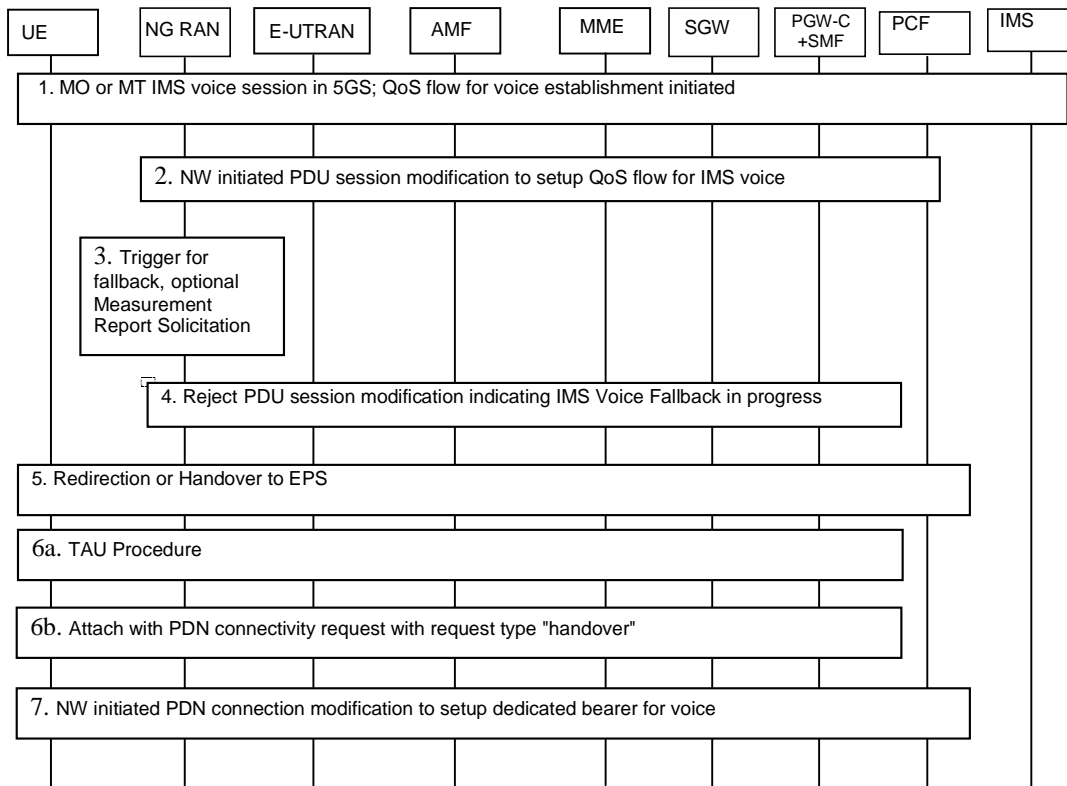 UE
NG RAN
E-UTRAN
AMF
MME
SGW
PGW-C
+SMF
PCF
IMS
1. MO or MT IMS voice session in 5GS; QoS flow for voice establishment initiated
2. NW initiated PDU session modification to setup QoS flow for IMS voice
3. Trigger for
fallback, optional
Measurement
Report Solicitation
4. Reject PDU session modification indicating IMS Voice Fallback in progress
5. Redirection or Handover to EPS
6a. TAU Procedure
6b. Attach with PDN connectivity request with request type "handover"
7. NW initiated PDN connection modification to setup dedicated bearer for voice